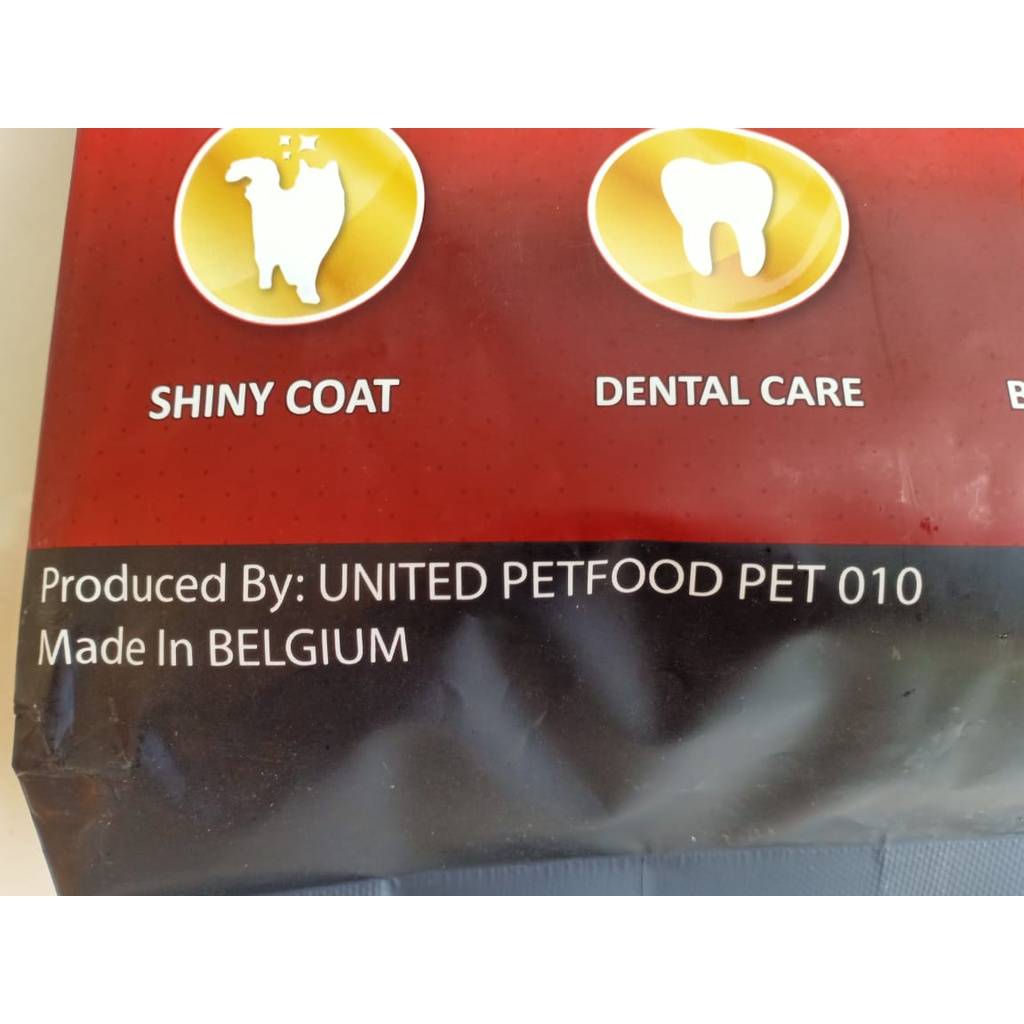 SHINY COAT
DENTAL CARE
B
Produced By: UNITED PETFOOD PET 010
Made In BELGIUM